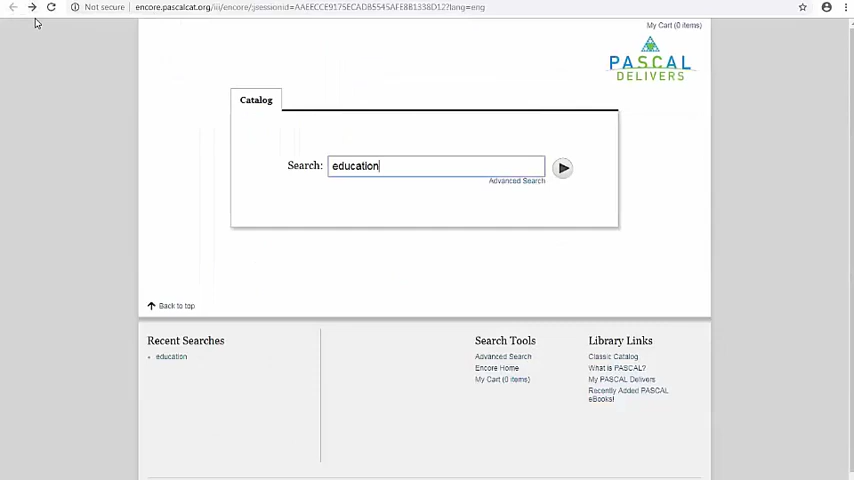 Not secure encore.pascalcat.org/iii/encore/;jsessionid=AAEECCE9175ECADB5545AFE8B1338D12?lang=eng
My Cart (0 items)
PASCAL
DELIVERS
Catalog
Search: education
Advanced Search
Back to top
Recent Searches
education
Search Tools
Advanced Search
Encore Home
My Cart (0 items)
Library Links
Classic Catalog
What is PASCAL?
My PASCAL Delivers
Recently Added PASCAL
eBooks!